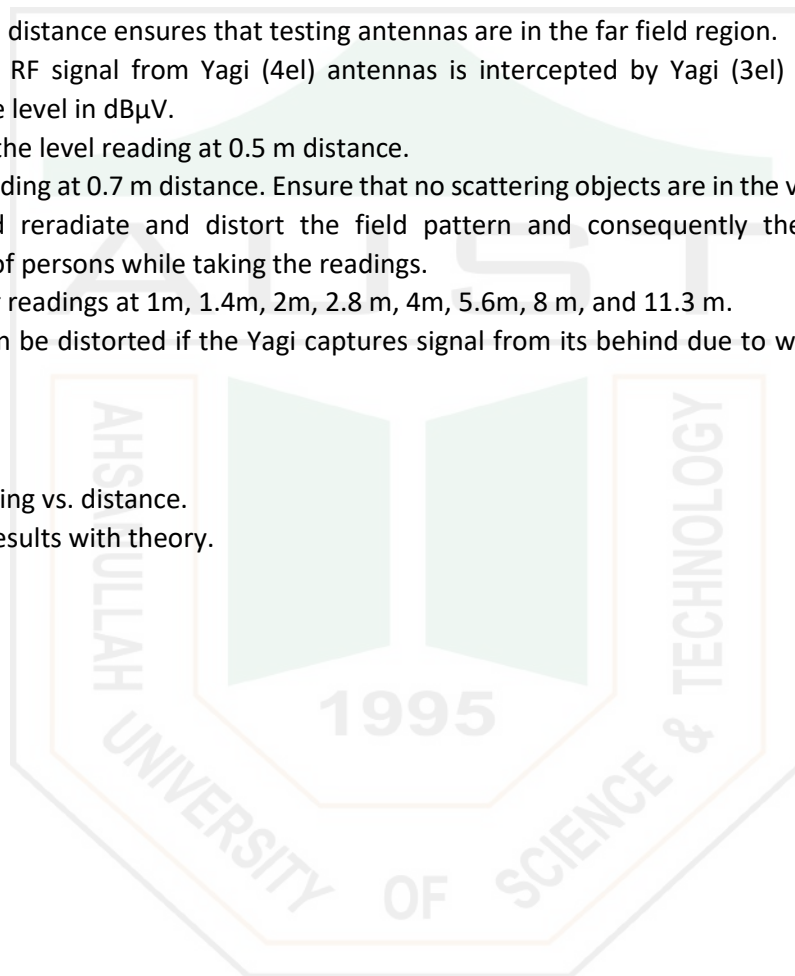 distance ensures that testing antennas are in the far field region.
RF signal from Yagi (4el) antennas is intercepted by Yagi (3el)
level in dBµV.
the level reading at 0.5 m distance.
ding at 0.7 m distance. Ensure that no scattering objects are in the v
reradiate and distort the field pattern and consequently the
of persons while taking the readings.
readings at 1m, 1.4m, 2m, 2.8 m, 4m, 5.6m, 8 m, and 11.3 m.
n be distorted if the Yagi captures signal from its behind due to w
ing vs. distance.
esults with theory.
AUST
AHSANULLAH UNIVERSITY OF SCIENCE & TECHNOLOGY
1995